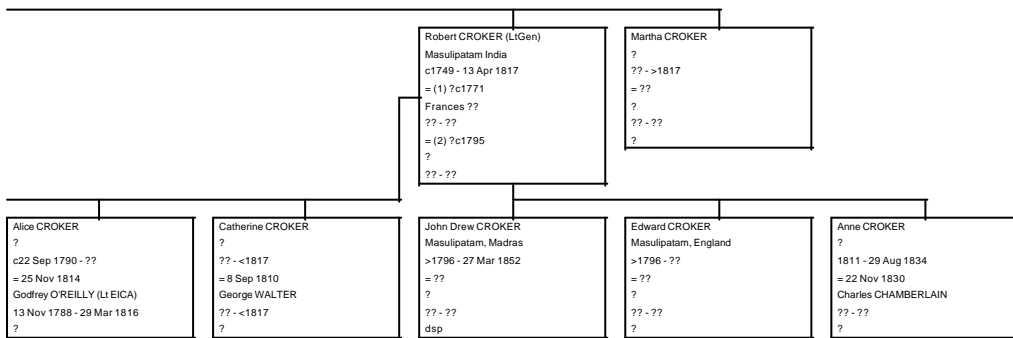 Robert CROKER (LtGen)
Masulipatam India
c1749 - 13 Apr 1817
= (1) ?c1771
Frances ??
?? - ??
= (2) ?c1795
?
?? - ??
Martha CROKER
?
?? - >1817
= ??
?
?? - ??
?
Alice CROKER
?
c22 Sep 1790 - ??
= 25 Nov 1814
Godfrey O'REILLY (Lt EICA)
13 Nov 1788 - 29 Mar 1816
?
Catherine CROKER
?
?? - <1817
= 8 Sep 1810
George WALTER
?? - <1817
?
John Drew CROKER
Masulipatam, Madras
>1796 - 27 Mar 1852
= ??
?
?? - ??
dsp
Edward CROKER
Masulipatam, England
>1796 - ??
= ??
?
?? - ??
?
Anne CROKER
?
1811 - 29 Aug 1834
= 22 Nov 1830
Charles CHAMBERLAIN
?? - ??
?